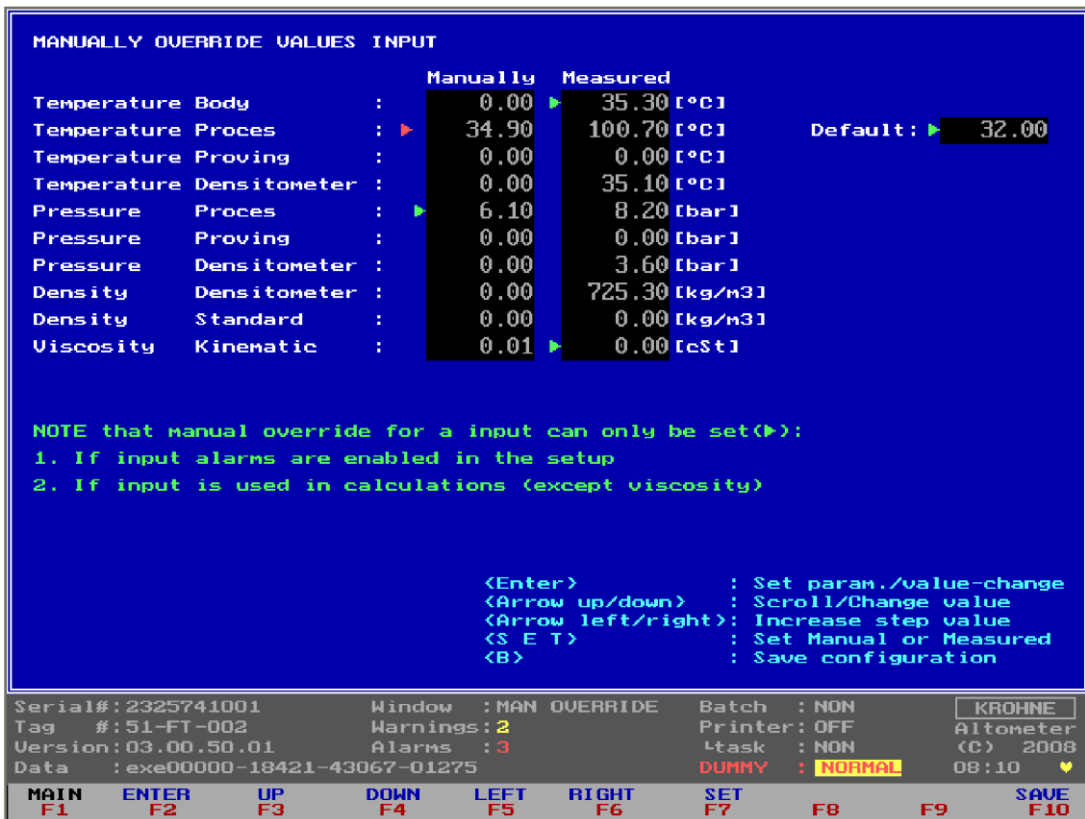 MANUALLY OVERRIDE VALUES INPUT
Manually Measured
Temperature Body : 0.00 ▶ 35.30 [°C]
Temperature Proces : ▶ 34.90 100.70 [°C] Default: ▶ 32.00
Temperature Proving : 0.00 0.00 [°C]
Temperature Densitometer : 0.00 35.10 [°C]
Pressure Proces : ▶ 6.10 8.20 [bar]
Pressure Proving : 0.00 0.00 [bar]
Pressure Densitometer : 0.00 3.60 [bar]
Density Densitometer : 0.00 725.30 [kg/m3]
Density Standard : 0.00 0.00 [kg/m3]
Viscosity Kinematic : 0.01 ▶ 0.00 [cSt]
NOTE that manual override for a input can only be set(▶):
1. If input alarms are enabled in the setup
2. If input is used in calculations (except viscosity)
<Enter> : Set param./value-change
<Arrow up/down> : Scroll/Change value
<Arrow left/right>: Increase step value
<S E T> : Set Manual or Measured
<B> : Save configuration
Serial#:2325741001 Window :MAN OVERRIDE Batch : NON KROHNE
Tag #:51-FT-002 Warnings:2 Printer: OFF Altometer
Version:03.00.50.01 Alarms :3 └task : NON (C) 2008
Data :exe00000-18421-43067-01275 DUMMY : NORMAL 08:10 ♥
MAIN ENTER UP DOWN LEFT RIGHT SET SAVE
F1 F2 F3 F4 F5 F6 F7 F8 F9 F10